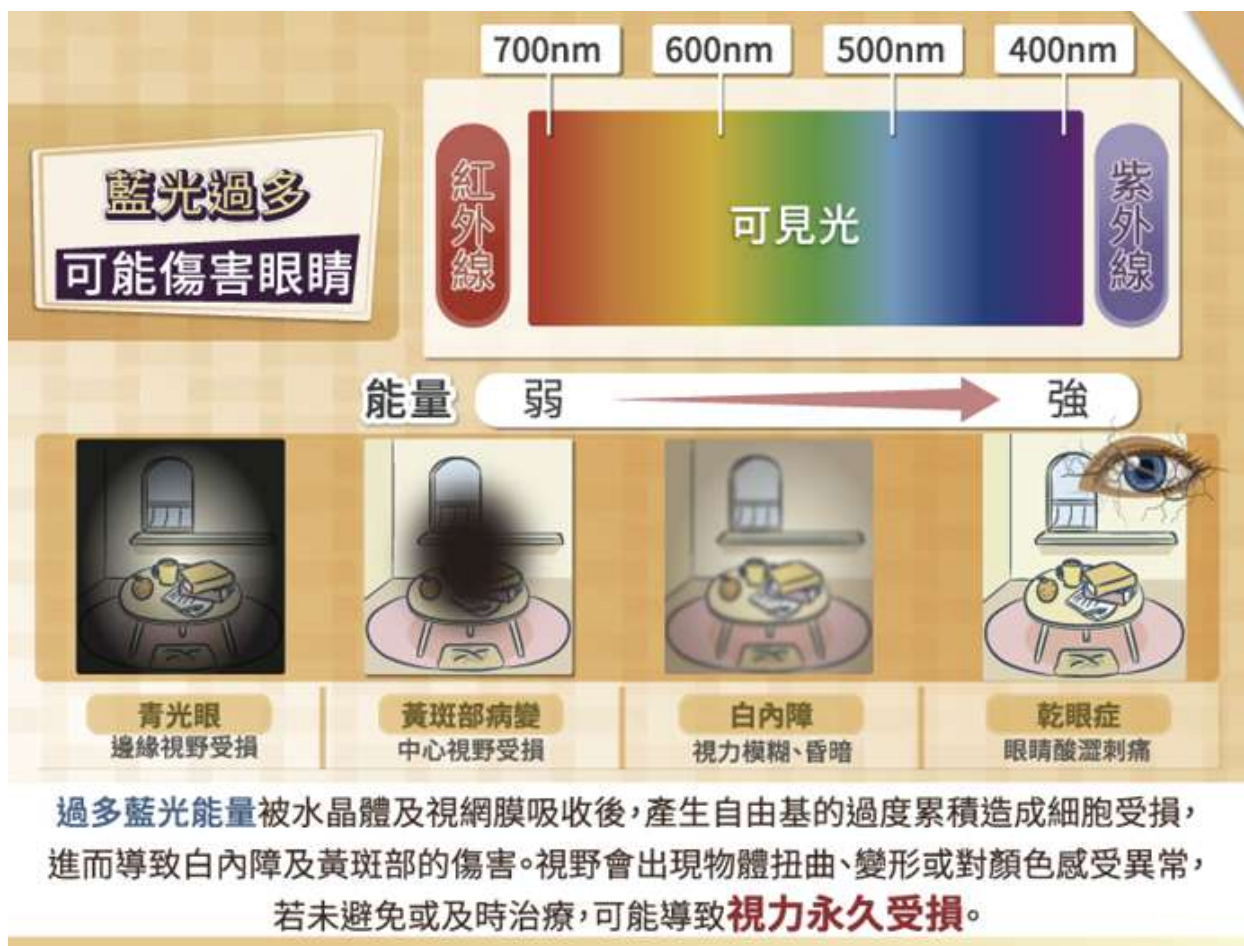 700nm 600nm 500nm 400nm
藍光過多
可能傷害眼睛
紅外線
可見光
紫外線
能量 弱 強
青光眼
邊緣視野受損
黃斑部病變
中心視野受損
白內障
視力模糊、昏暗
乾眼症
眼睛酸澀刺痛
過多藍光能量被水晶體及視網膜吸收後，產生自由基的過度累積造成細胞受損，
進而導致白內障及黃斑部的傷害。視野會出現物體扭曲、變形或對顏色感受異常，
若未避免或及時治療，可能導致視力永久受損。